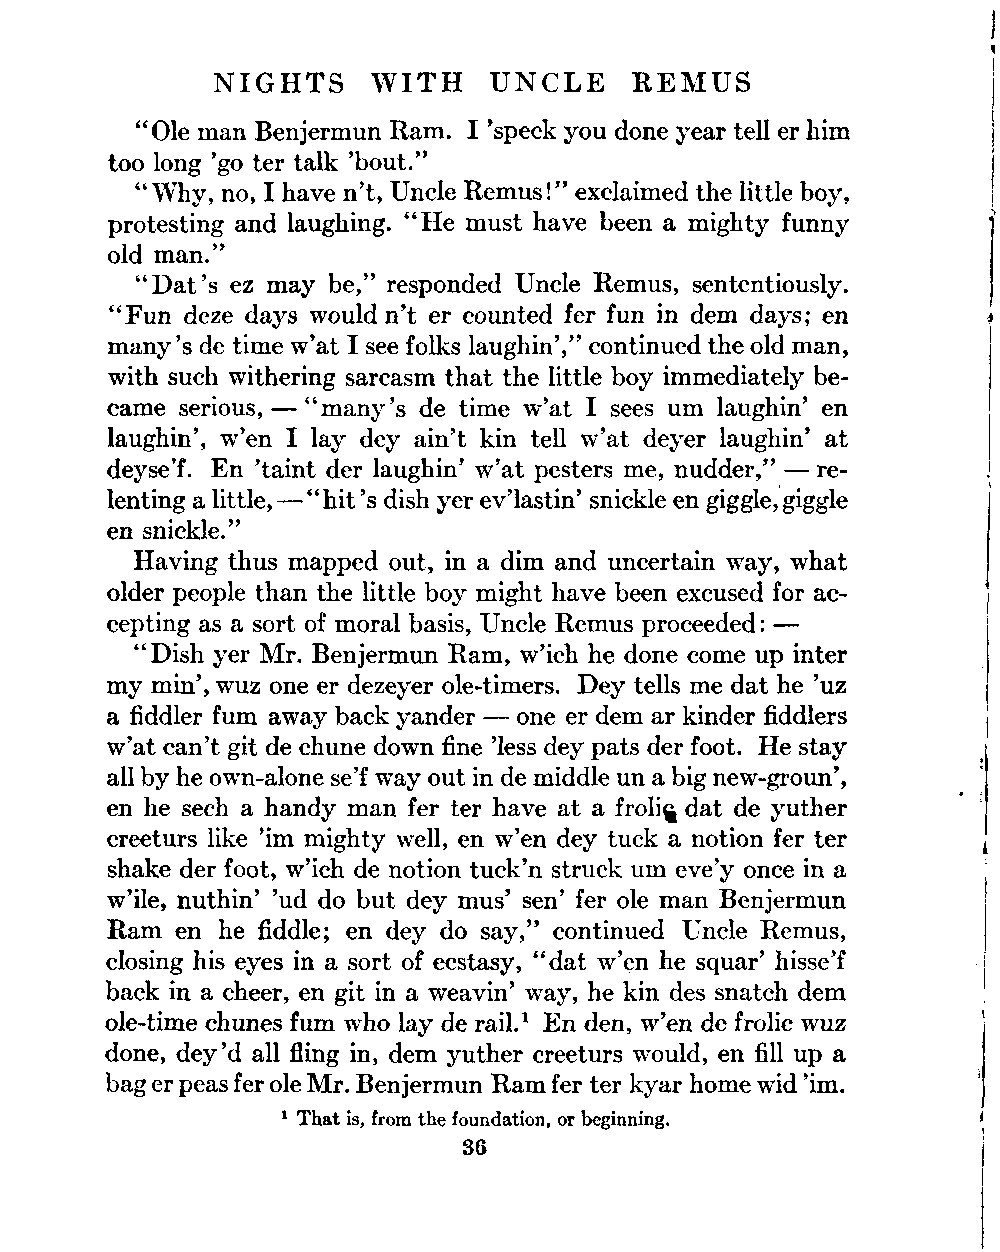 NIGHTS WITH UNCLE REMUS
“Ole man Benjermun Ram. I ’speck you done year tell er him
too long ’go ter talk ’bout.”
“Why, no, I have n’t, Uncle Remus!” exclaimed the little boy,
protesting and laughing. “He must have been a mighty funny
old man.”
“Dat ’s ez may be,” responded Uncle Remus, sententiously.
“Fun deze days would n’t er counted fer fun in dem days; en
many ’s de time w’at I see folks laughin’,” continued the old man,
with such withering sarcasm that the little boy immediately be-
came serious, — “many ’s de time w’at I sees um laughin’ en
laughin’, w’en I lay dey ain’t kin tell w’at deyer laughin’ at
deyse’f. En ’taint der laughin’ w’at pesters me, nudder,” — re-
lenting a little, — “hit ’s dish yer ev’lastin’ snickle en giggle, giggle
en snickle.”
Having thus mapped out, in a dim and uncertain way, what
older people than the little boy might have been excused for ac-
cepting as a sort of moral basis, Uncle Remus proceeded: —
“Dish yer Mr. Benjermun Ram, w’ich he done come up inter
my min’, wuz one er dezeyer ole-timers. Dey tells me dat he ’uz
a fiddler fum away back yander — one er dem ar kinder fiddlers
w’at can’t git de chune down fine ’less dey pats der foot. He stay
all by he own-alone se’f way out in de middle un a big new-groun’,
en he sech a handy man fer ter have at a frolic dat de yuther
creeturs like ’im mighty well, en w’en dey tuck a notion fer ter
shake der foot, w’ich de notion tuck’n struck um eve’y once in a
w’ile, nuthin’ ’ud do but dey mus’ sen’ fer ole man Benjermun
Ram en he fiddle; en dey do say,” continued Uncle Remus,
closing his eyes in a sort of ecstasy, “dat w’en he squar’ hisse’f
back in a cheer, en git in a weavin’ way, he kin des snatch dem
ole-time chunes fum who lay de rail.¹ En den, w’en de frolic wuz
done, dey ’d all fling in, dem yuther creeturs would, en fill up a
bag er peas fer ole Mr. Benjermun Ram fer ter kyar home wid ’im.
¹ That is, from the foundation, or beginning.
36